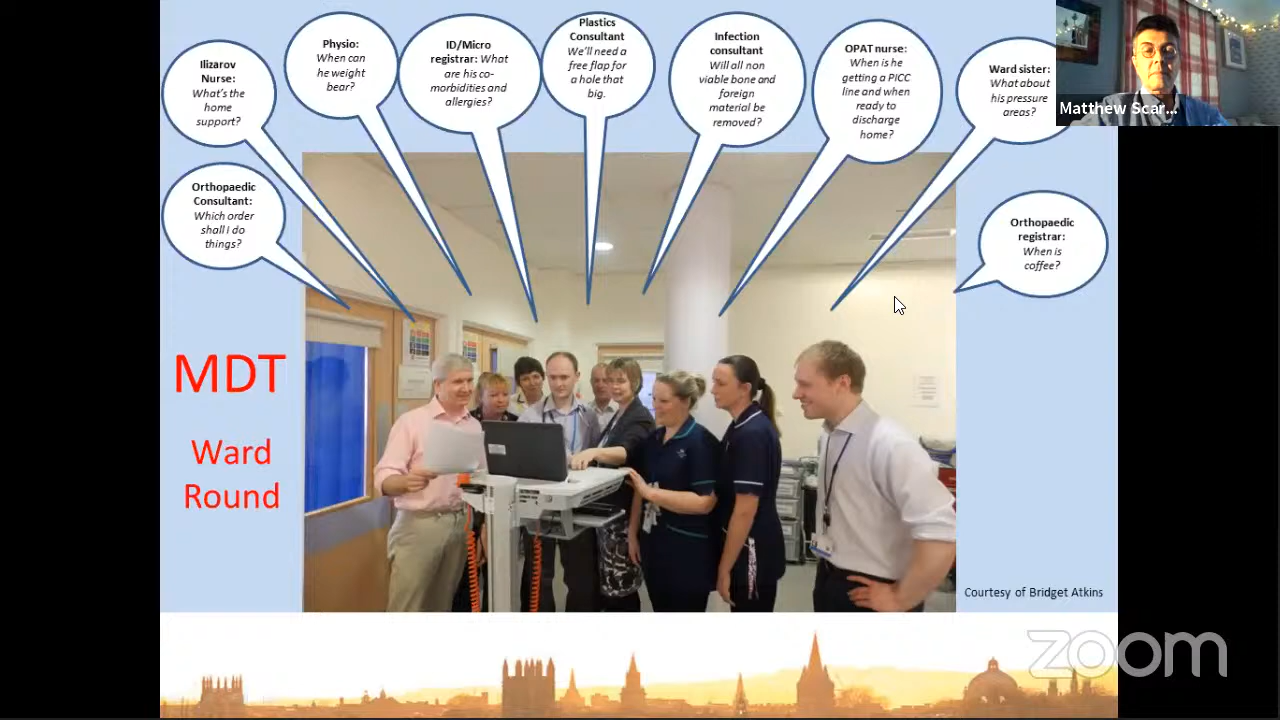 Orthopaedic
Consultant:
Which order
shall I do
things?
Ilizarov
Nurse:
What's the
home
support?
Physio:
When can
he weight
bear?
ID/Micro
registrar: What
are his co-
morbidities and
allergies?
Plastics
Consultant
We'll need a
free flap for
a hole that
big.
Infection
consultant
Will all non
viable bone and
foreign
material be
removed?
OPAT nurse:
When is he
getting a PICC
line and when
ready to
discharge
home?
Ward sister:
What about
his pressure
areas?
Orthopaedic
registrar:
When is
coffee?
Matthew Scar...
MDT
Ward
Round
Courtesy of Bridget Atkins
zoom